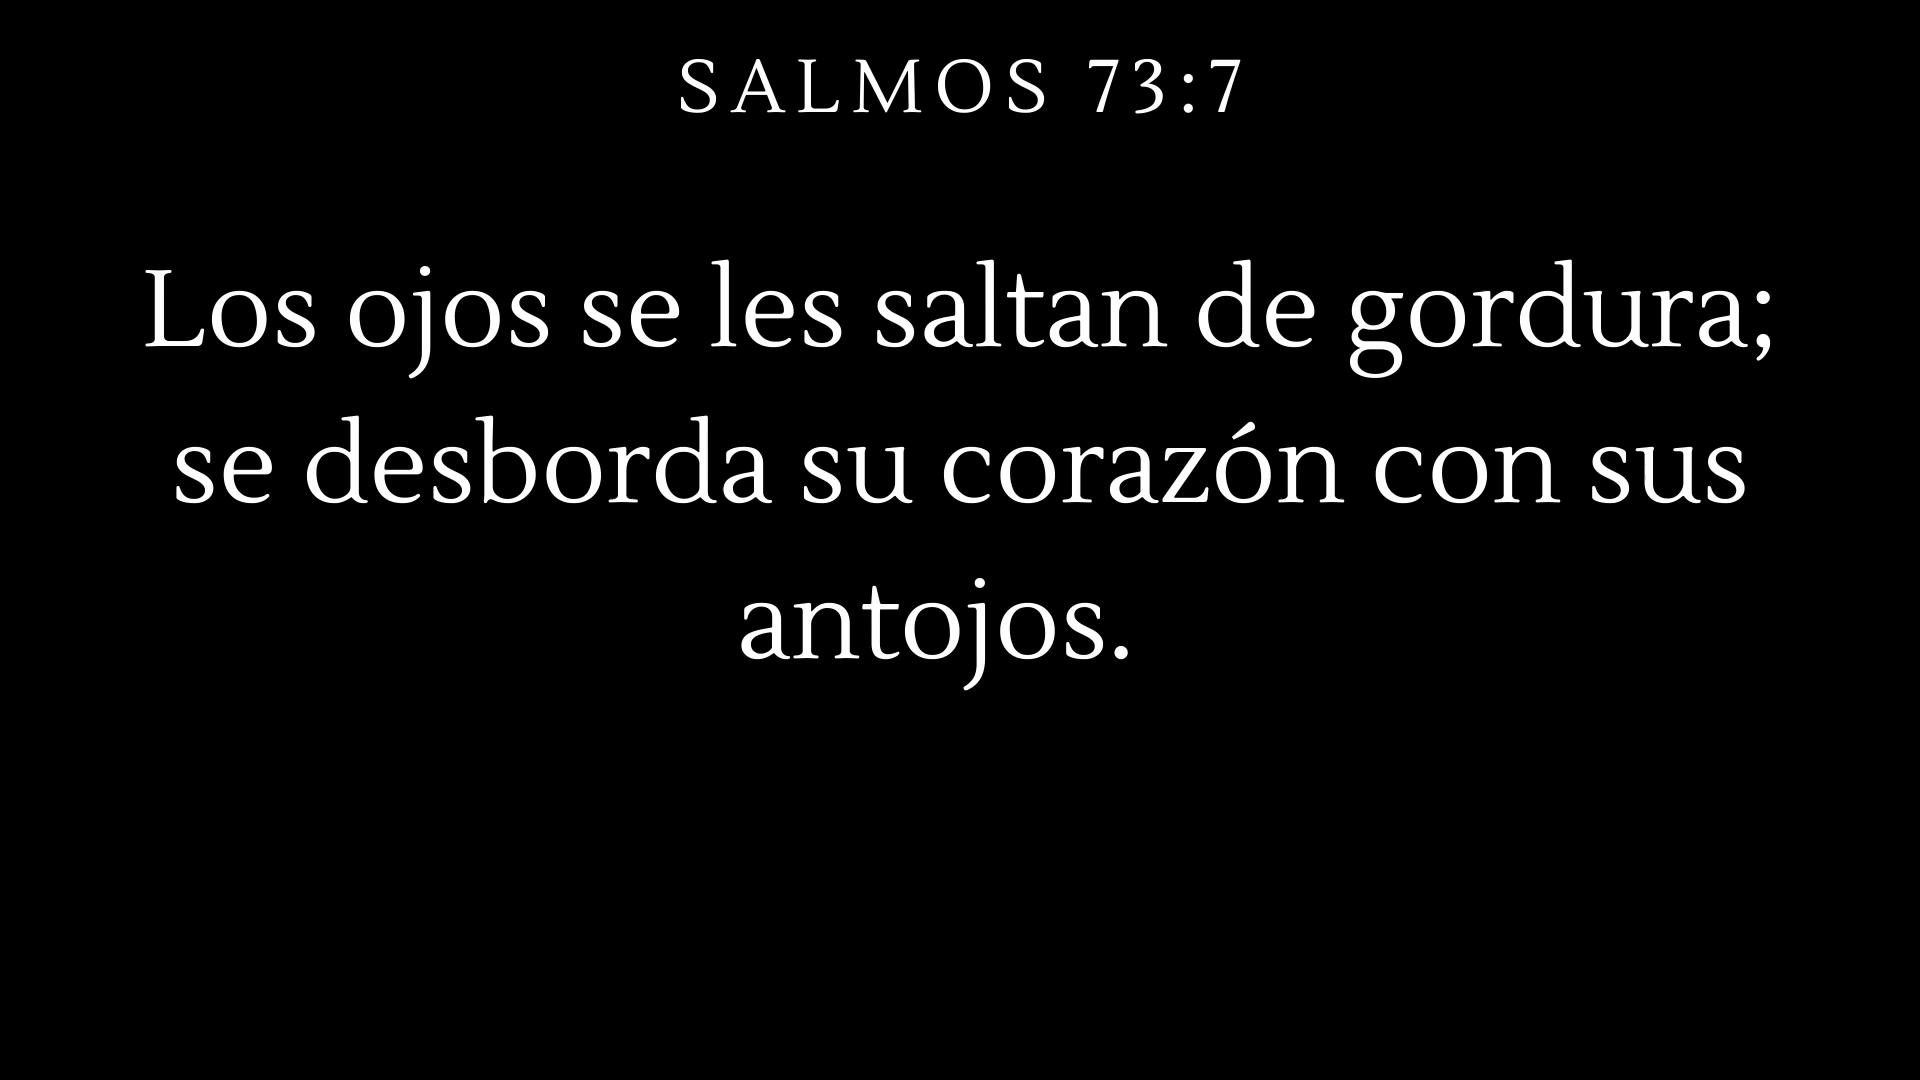 SALMOS 73:7
Los ojos se les saltan de gordura;
se desborda su corazón con sus
antojos.